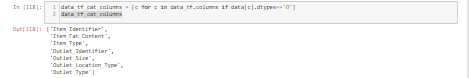 In [118]: 1 data_tf_cat_columns = [c for c in data_tf.columns if data[c].dtypes=='O']
2 data_tf_cat_columns
Out[118]: ['Item_Identifier',
'Item_Fat_Content',
'Item_Type',
'Outlet_Identifier',
'Outlet_Size',
'Outlet_Location_Type',
'Outlet_Type']